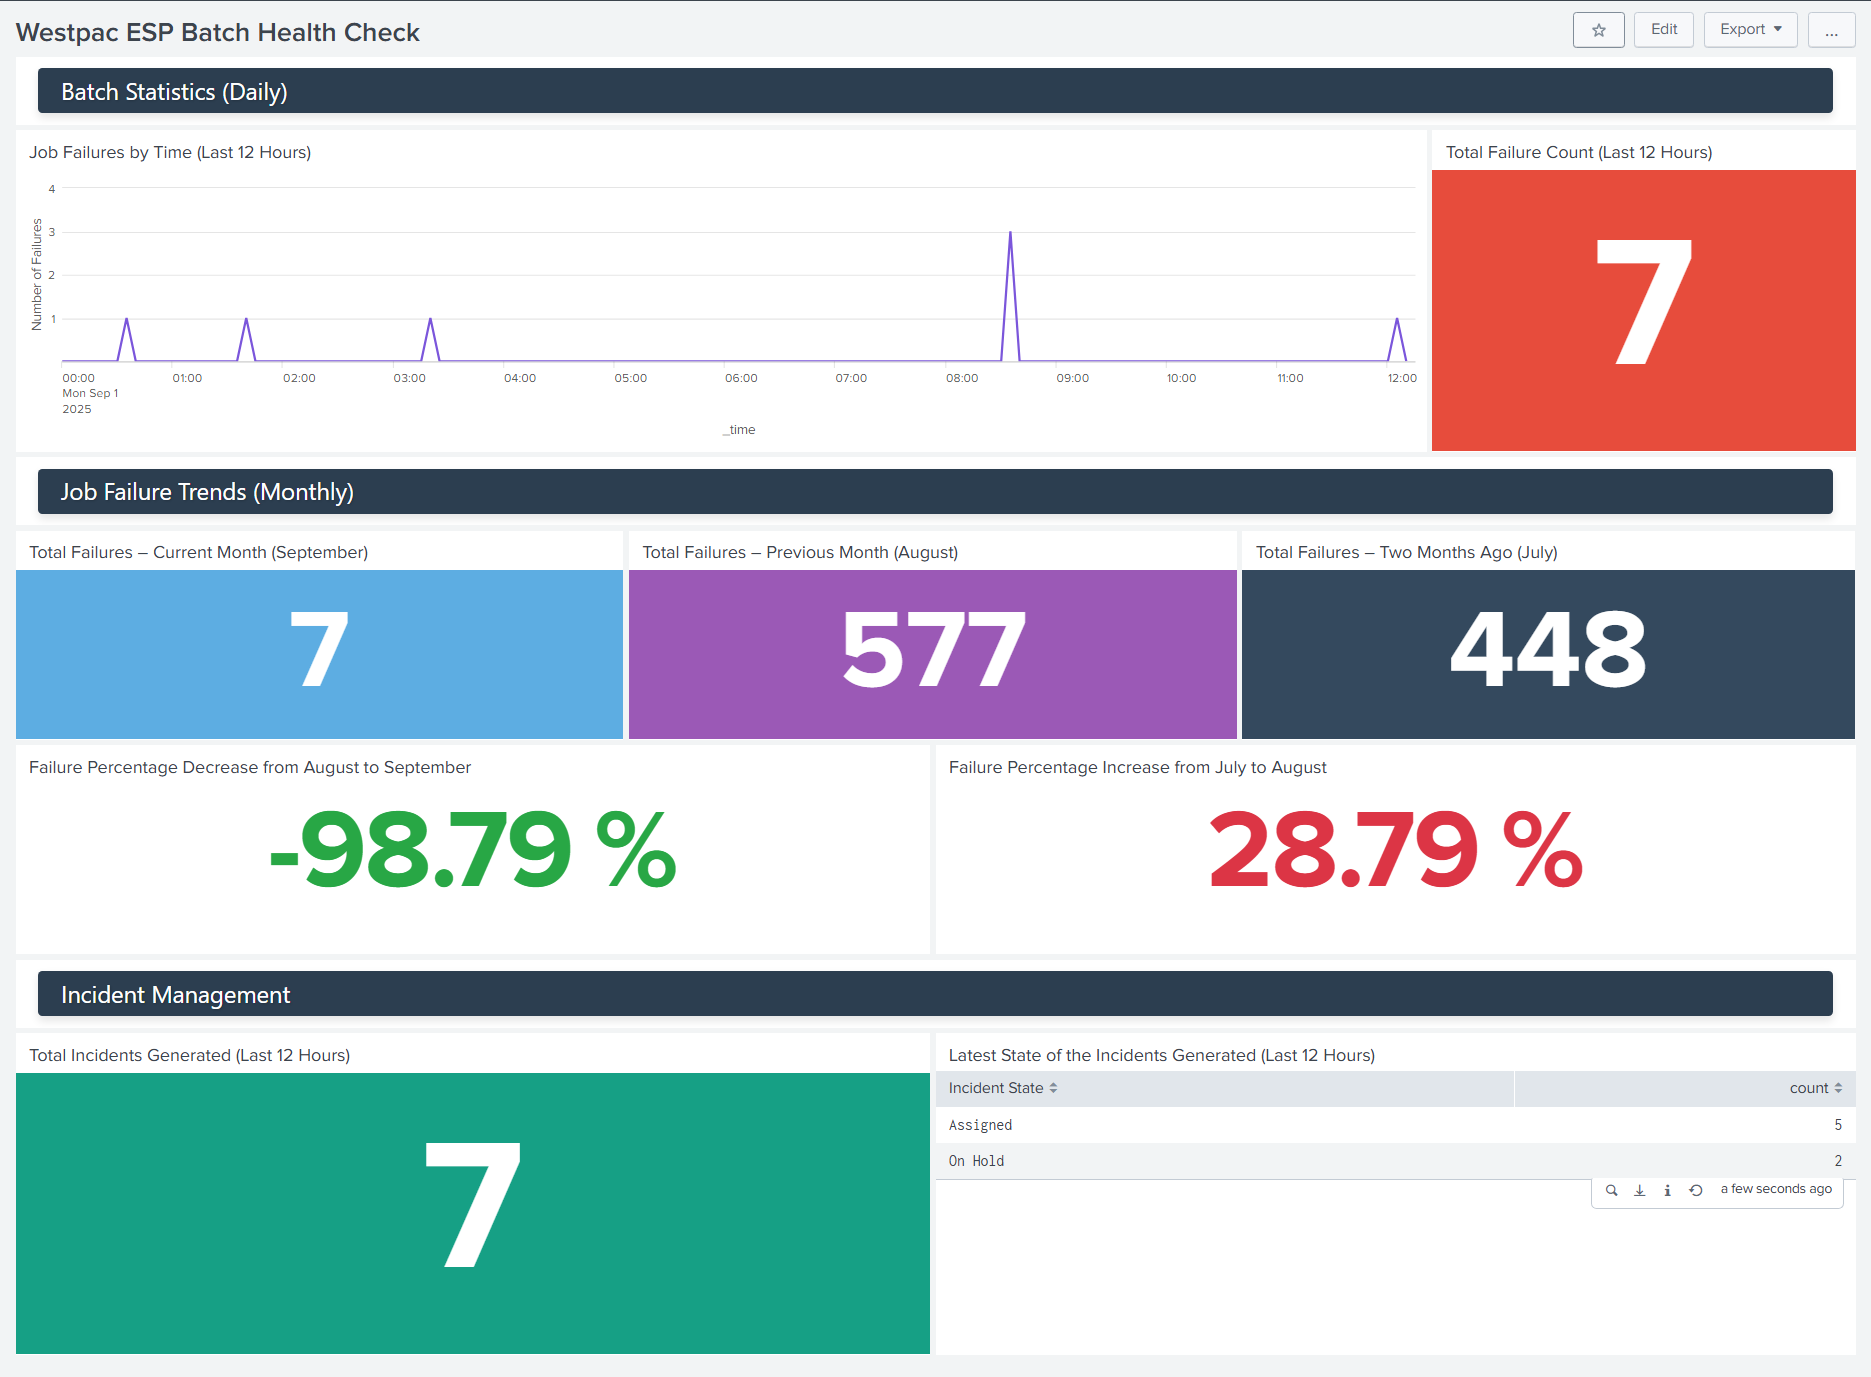 Westpac ESP Batch Health Check
Edit
Export
...
Batch Statistics (Daily)
Job Failures by Time (Last 12 Hours)
Total Failure Count (Last 12 Hours)
Number of Failures
4
3
2
1
00:00
01:00
02:00
03:00
04:00
05:00
06:00
07:00
08:00
09:00
10:00
11:00
12:00
Mon Sep 1
2025
_time
7
Job Failure Trends (Monthly)
Total Failures – Current Month (September)
Total Failures – Previous Month (August)
Total Failures – Two Months Ago (July)
7
577
448
Failure Percentage Decrease from August to September
Failure Percentage Increase from July to August
-98.79 %
28.79 %
Incident Management
Total Incidents Generated (Last 12 Hours)
7
Latest State of the Incidents Generated (Last 12 Hours)
Incident State
count
Assigned
5
On Hold
2
a few seconds ago